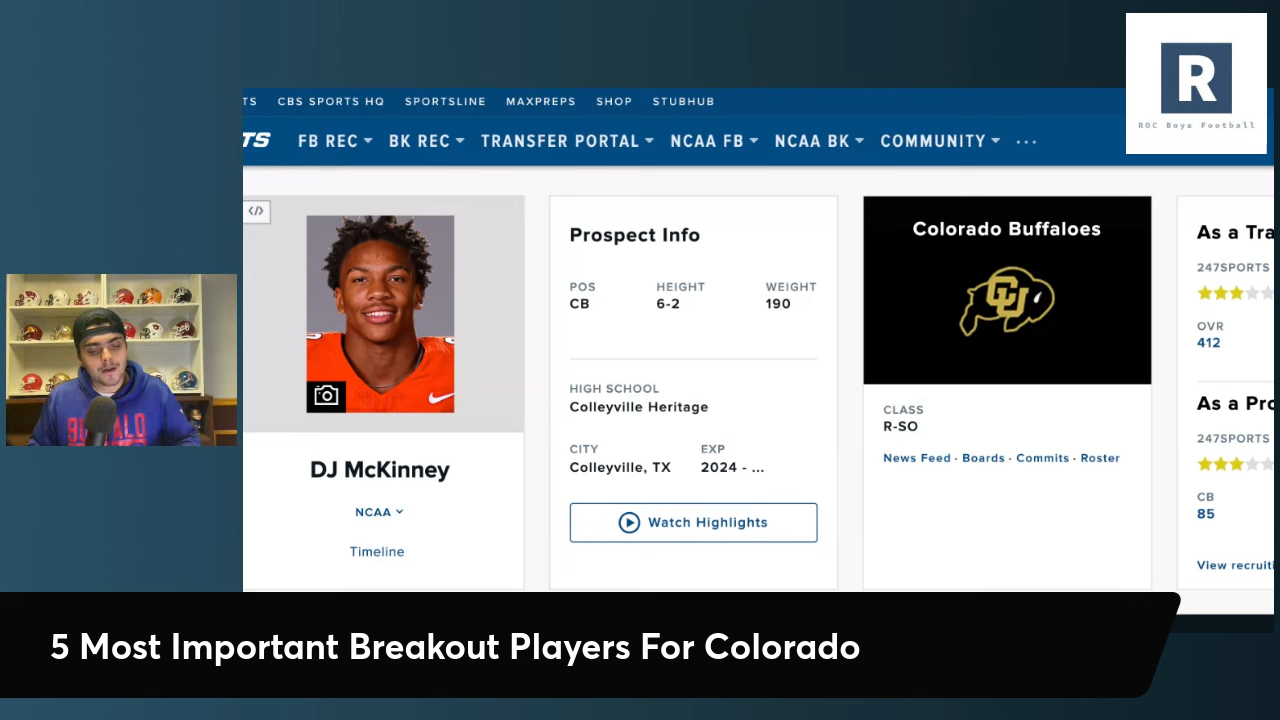 TS CBS SPORTS HQ SPORTSLINE MAXPREPS SHOP STUBHUB
TS FB REC BK REC TRANSFER PORTAL NCAA FB NCAA BK COMMUNITY ...
R
ROC Boys Football
</>
DJ McKinney
NCAA
Timeline
Prospect Info
POS HEIGHT WEIGHT
CB 6-2 190
HIGH SCHOOL
Colleyville Heritage
CITY EXP
Colleyville, TX 2024 - ...
Watch Highlights
Colorado Buffaloes
CU
CLASS
R-SO
News Feed · Boards · Commits · Roster
As a Tra
247SPORTS
OVR
412
As a Pro
247SPORTS
CB
85
View recruiti
BUFFALO
5 Most Important Breakout Players For Colorado